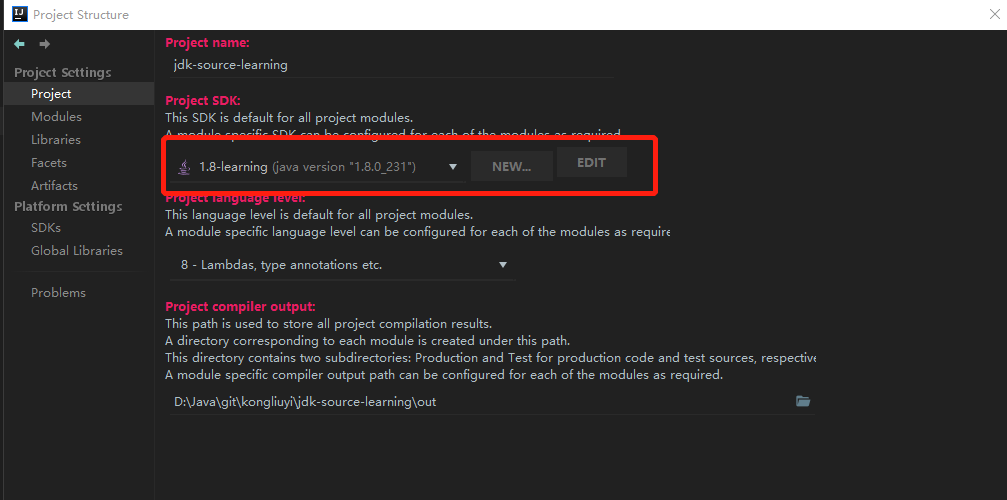 IJ
Project Structure
Project Settings
Project
Modules
Libraries
Facets
Artifacts
Platform Settings
SDKs
Global Libraries
Problems
Project name:
jdk-source-learning
Project SDK:
This SDK is default for all project modules.
A module specific SDK can be configured for each of the modules as required.
1.8-learning (java version "1.8.0_231")
NEW...
EDIT
Project language level:
This language level is default for all project modules.
A module specific language level can be configured for each of the modules as require
8 - Lambdas, type annotations etc.
Project compiler output:
This path is used to store all project compilation results.
A directory corresponding to each module is created under this path.
This directory contains two subdirectories: Production and Test for production code and test sources, respective
A module specific compiler output path can be configured for each of the modules as required.
D:\Java\git\kongliuyi\jdk-source-learning\out